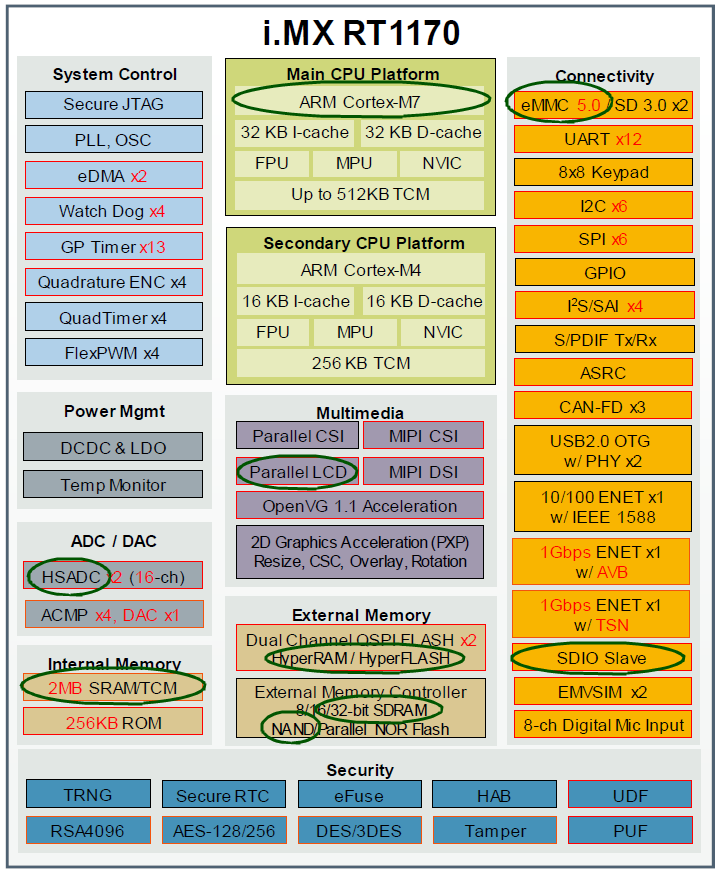 i.MX RT1170
System Control
Secure JTAG
PLL, OSC
eDMA x2
Watch Dog x4
GP Timer x13
Quadrature ENC x4
QuadTimer x4
FlexPWM x4
Power Mgmt
DCDC & LDO
Temp Monitor
ADC / DAC
HSADC x2 (16-ch)
ACMP x4, DAC x1
Internal Memory
2MB SRAM/TCM
256KB ROM
Main CPU Platform
ARM Cortex-M7
32 KB I-cache 32 KB D-cache
FPU MPU NVIC
Up to 512KB TCM
Secondary CPU Platform
ARM Cortex-M4
16 KB I-cache 16 KB D-cache
FPU MPU NVIC
256 KB TCM
Multimedia
Parallel CSI MIPI CSI
Parallel LCD MIPI DSI
OpenVG 1.1 Acceleration
2D Graphics Acceleration (PXP)
Resize, CSC, Overlay, Rotation
External Memory
Dual Channel QSPI FLASH x2
HyperRAM / HyperFLASH
External Memory Controller
8/16/32-bit SDRAM
NAND/Parallel NOR Flash
Connectivity
eMMC 5.0 /SD 3.0 x2
UART x12
8x8 Keypad
I2C x6
SPI x6
GPIO
I²S/SAI x4
S/PDIF Tx/Rx
ASRC
CAN-FD x3
USB2.0 OTG
w/ PHY x2
10/100 ENET x1
w/ IEEE 1588
1Gbps ENET x1
w/ AVB
1Gbps ENET x1
w/ TSN
SDIO Slave
EMVSIM x2
8-ch Digital Mic Input
Security
TRNG Secure RTC eFuse HAB UDF
RSA4096 AES-128/256 DES/3DES Tamper PUF